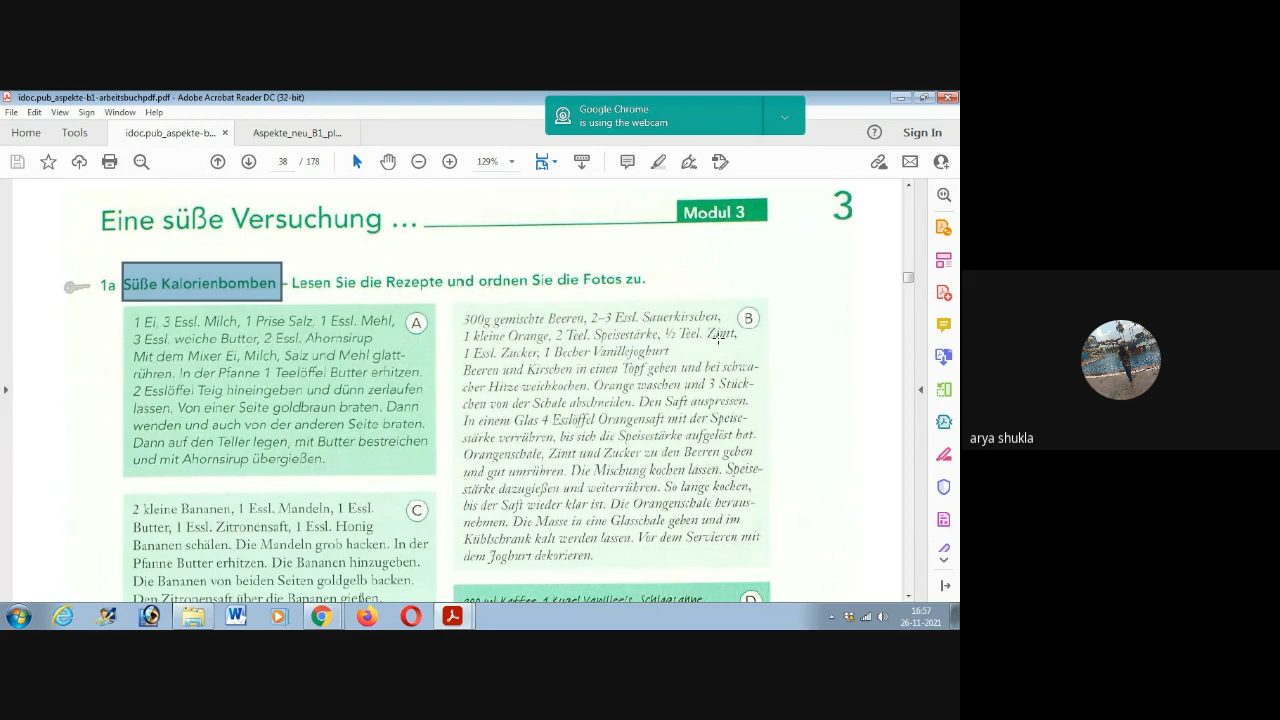 idoc.pub_aspekte-b1-arbeitsbuchpdf.pdf - Adobe Acrobat Reader DC (32-bit)
File Edit View Sign Window Help
Google Chrome
is using the webcam
Home Tools idoc.pub_aspekte-b... × Aspekte_neu_B1_pl... Sign In
38 / 178 129%
Eine süße Versuchung ... Modul 3 3
1a Süße Kalorienbomben – Lesen Sie die Rezepte und ordnen Sie die Fotos zu.
A
1 Ei, 3 Essl. Milch, 1 Prise Salz, 1 Essl. Mehl,
3 Essl. weiche Butter, 2 Essl. Ahornsirup
Mit dem Mixer Ei, Milch, Salz und Mehl glatt-
rühren. In der Pfanne 1 Teelöffel Butter erhitzen.
2 Esslöffel Teig hineingeben und dünn zerlaufen
lassen. Von einer Seite goldbraun braten. Dann
wenden und auch von der anderen Seite braten.
Dann auf den Teller legen, mit Butter bestreichen
und mit Ahornsirup übergießen.
B
300g gemischte Beeren, 2–3 Essl. Sauerkirschen,
1 kleine Orange, 2 Teel. Speisestärke, ½ Teel. Zimt,
1 Essl. Zucker, 1 Becher Vanillejoghurt
Beeren und Kirschen in einen Topf geben und bei schwa-
cher Hitze weichkochen. Orange waschen und 3 Stück-
chen von der Schale abschneiden. Den Saft auspressen.
In einem Glas 4 Esslöffel Orangensaft mit der Speise-
stärke verrühren, bis sich die Speisestärke aufgelöst hat.
Orangenschale, Zimt und Zucker zu den Beeren geben
und gut umrühren. Die Mischung kochen lassen. Speise-
stärke dazugießen und weiterrühren. So lange kochen,
bis der Saft wieder klar ist. Die Orangenschale heraus-
nehmen. Die Masse in eine Glasschale geben und im
Kühlschrank kalt werden lassen. Vor dem Servieren mit
dem Joghurt dekorieren.
C
2 kleine Bananen, 1 Essl. Mandeln, 1 Essl.
Butter, 1 Essl. Zitronensaft, 1 Essl. Honig
Bananen schälen. Die Mandeln grob hacken. In der
Pfanne Butter erhitzen. Die Bananen hinzugeben.
Die Bananen von beiden Seiten goldgelb backen.
Den Zitronensaft über die Bananen gießen.
D
Kaffee, 1 Kugel Vanilleeis, Schlagsahne
arya shukla
16:57
26-11-2021